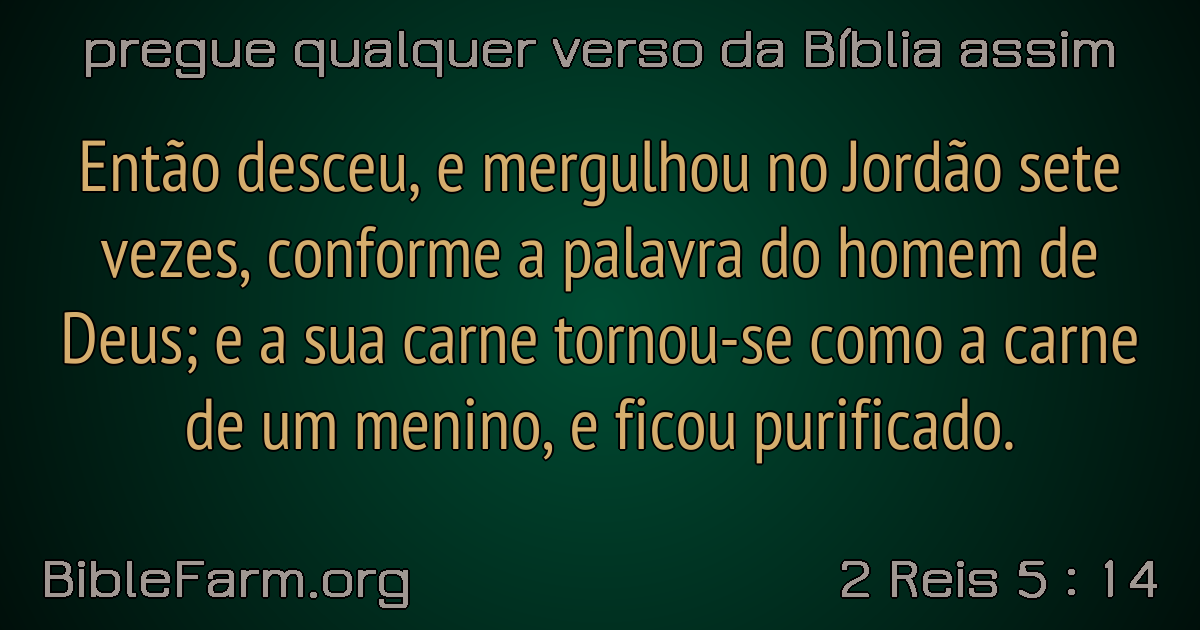 pregue qualquer verso da Bíblia assim
Então desceu, e mergulhou no Jordão sete
vezes, conforme a palavra do homem de
Deus; e a sua carne tornou-se como a carne
de um menino, e ficou purificado.
BibleFarm.org
2 Reis 5 : 14